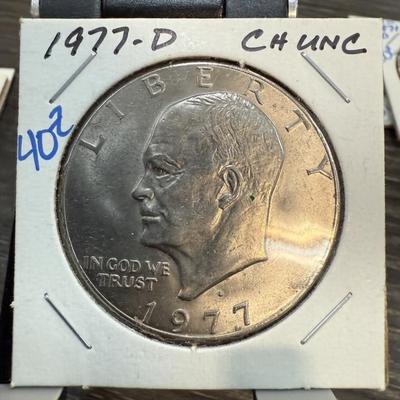 1977-D CH UNC
40²
LIBERTY
IN GOD WE
TRUST
1977